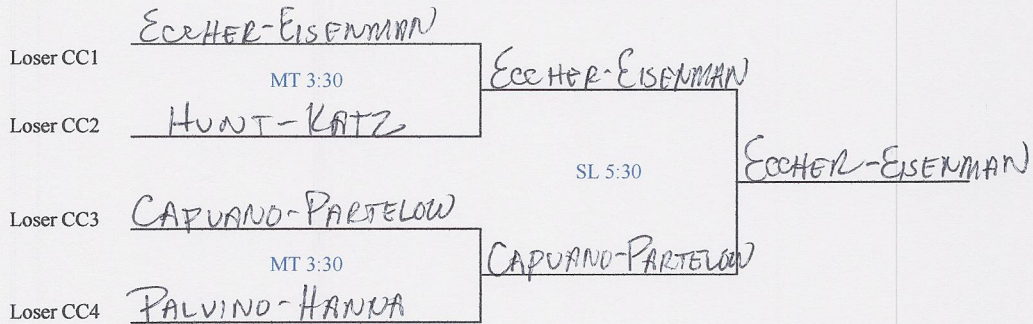 ECCHER-EISENMAN
Loser CC1
MT 3:30
ECCHER-EISENMAN
Loser CC2
HUNT-KATZ
SL 5:30
ECCHER-EISENMAN
Loser CC3
CAPUANO-PARTELOW
MT 3:30
CAPUANO-PARTELOW
Loser CC4
PALVINO-HANNA